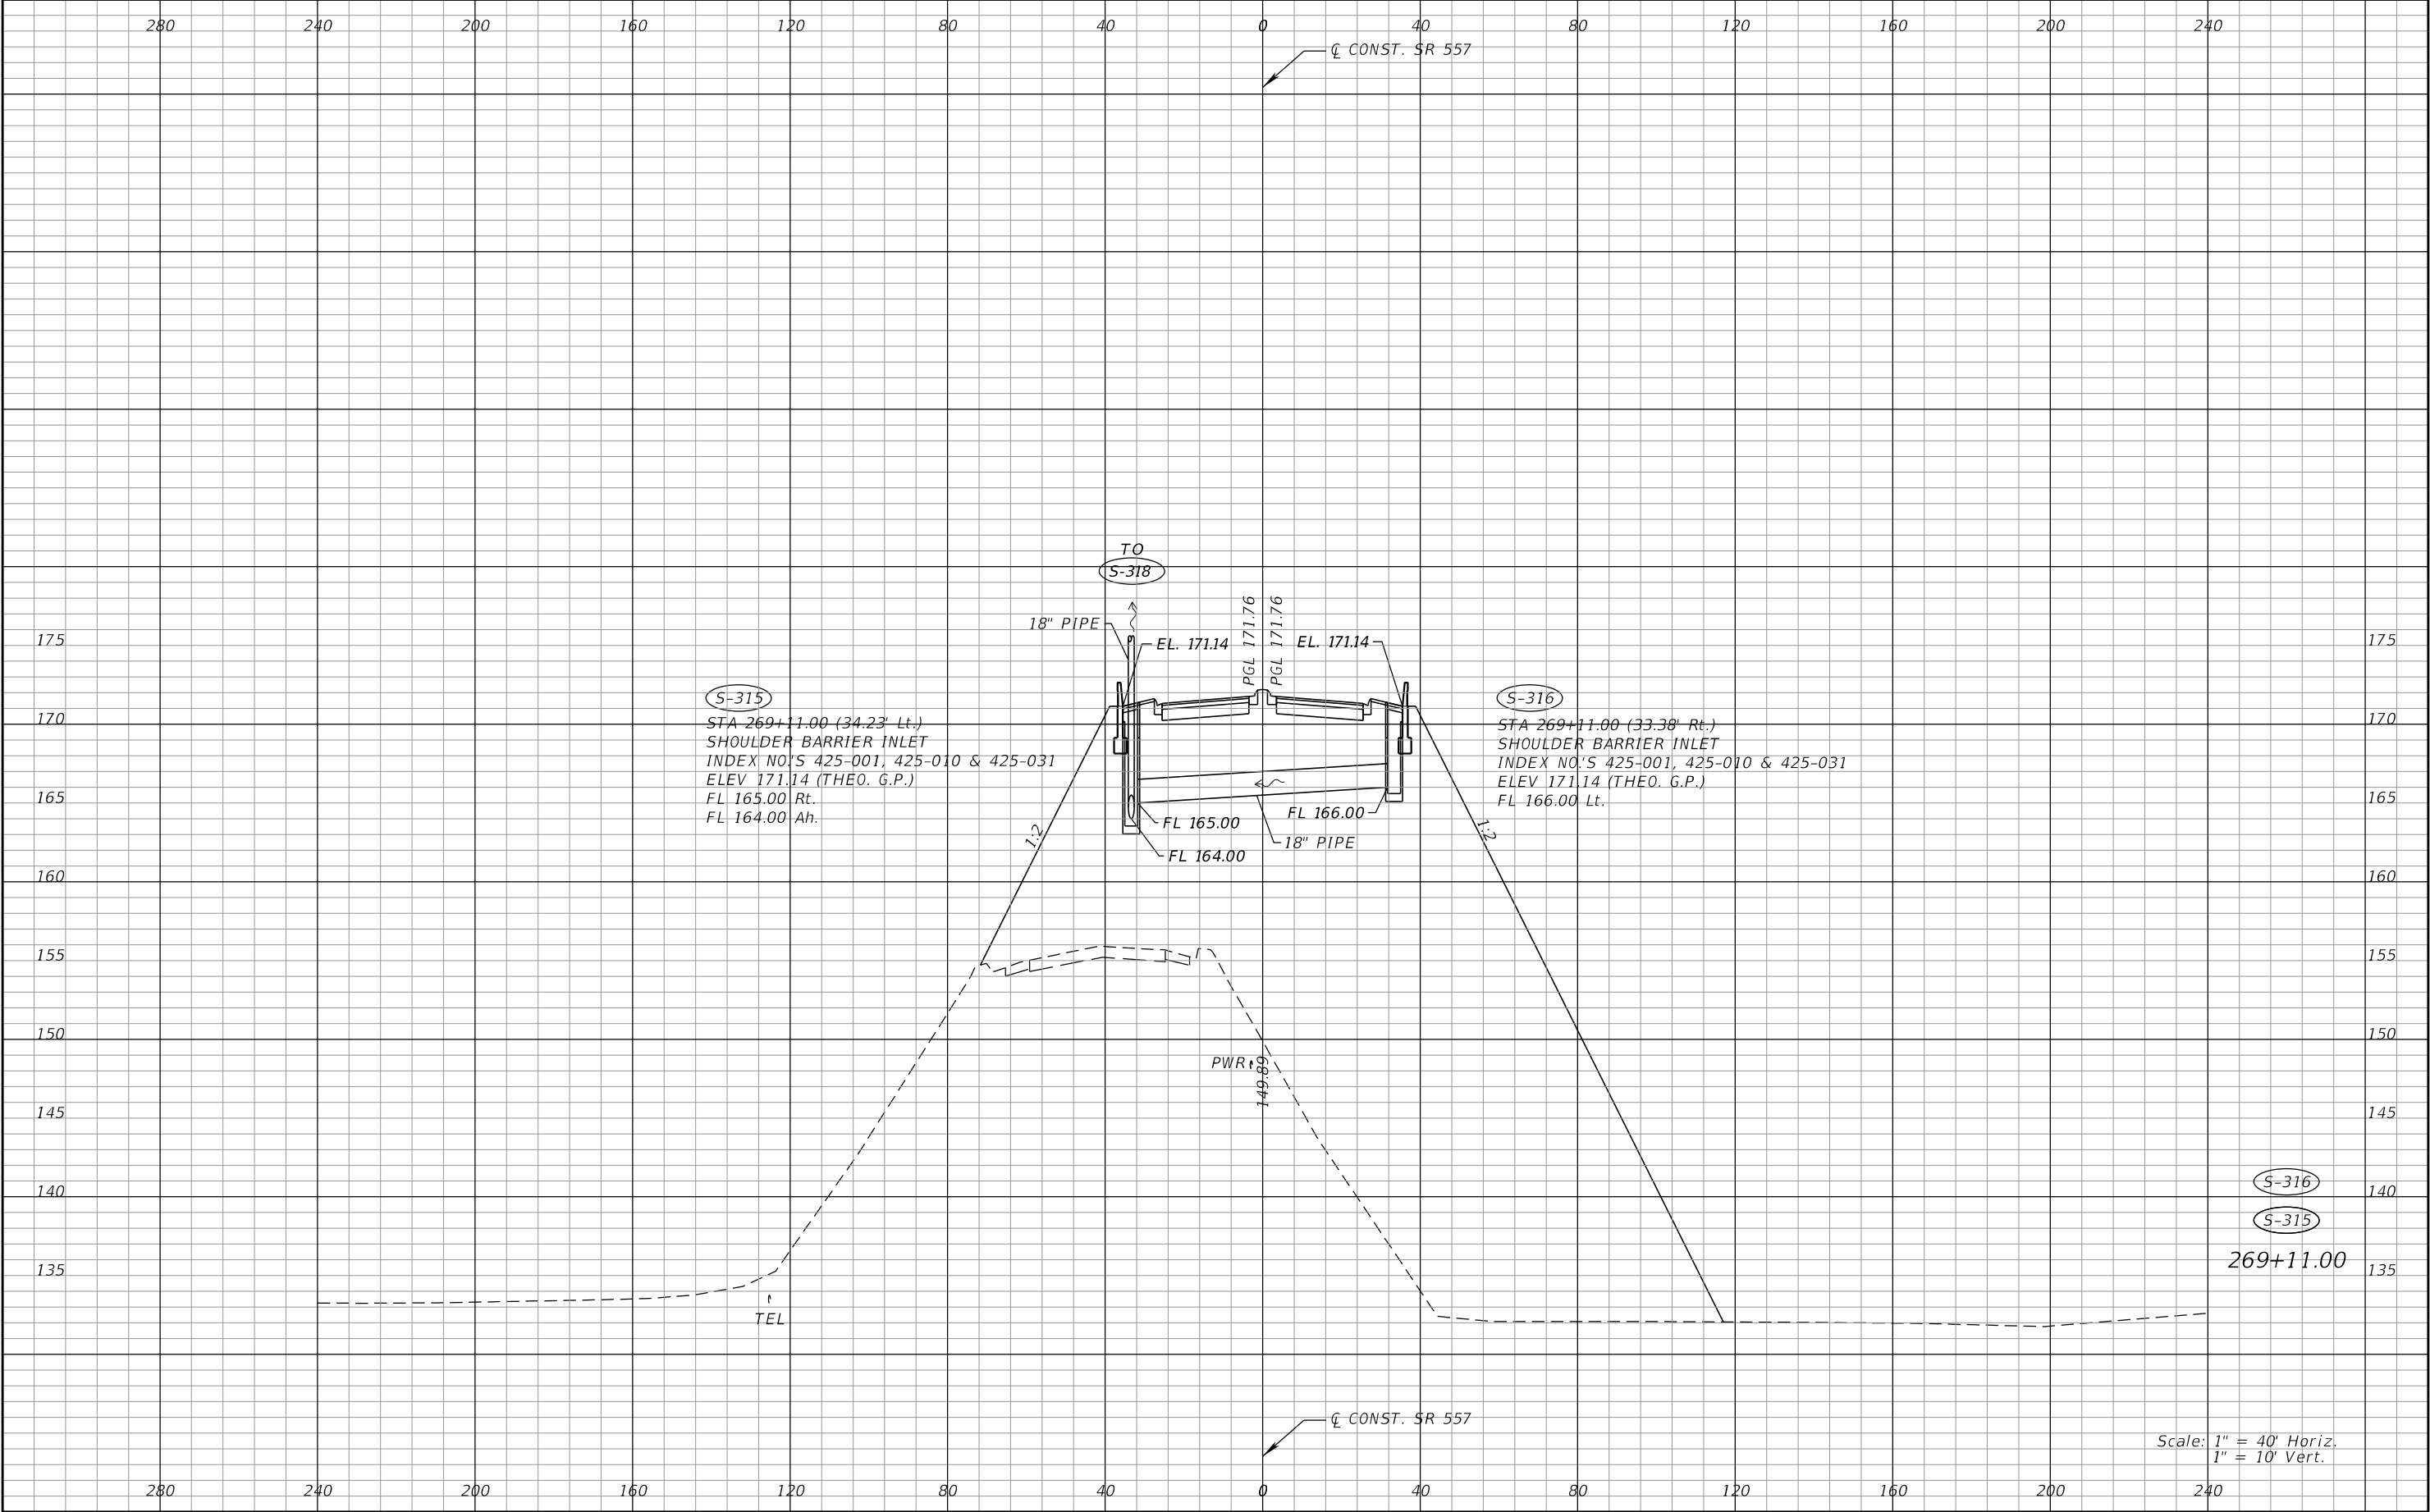 280 240 200 160 120 80 40 0 40 80 120 160 200 240
℄ CONST. SR 557
TO
S-318
18" PIPE
EL. 171.14
PGL 171.76
PGL 171.76
EL. 171.14
175
175
S-315
STA 269+11.00 (34.23' Lt.)
SHOULDER BARRIER INLET
INDEX NO.'S 425-001, 425-010 & 425-031
ELEV 171.14 (THEO. G.P.)
FL 165.00 Rt.
FL 164.00 Ah.
S-316
STA 269+11.00 (33.38' Rt.)
SHOULDER BARRIER INLET
INDEX NO.'S 425-001, 425-010 & 425-031
ELEV 171.14 (THEO. G.P.)
FL 166.00 Lt.
170
170
165
165
FL 166.00
FL 165.00
18" PIPE
FL 164.00
1:2
1:2
160
160
155
155
150
150
PWR
149.89
145
145
140
140
S-316
S-315
269+11.00
135
135
TEL
℄ CONST. SR 557
Scale: 1" = 40' Horiz.
1" = 10' Vert.
280 240 200 160 120 80 40 0 40 80 120 160 200 240